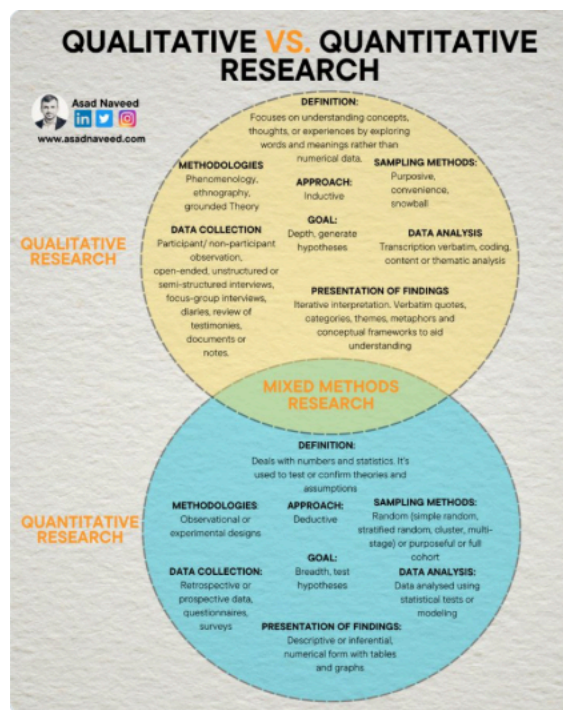 QUALITATIVE VS. QUANTITATIVE
RESEARCH
Asad Naveed
in
www.asadnaveed.com
QUALITATIVE
RESEARCH
DEFINITION:
Focuses on understanding concepts,
thoughts, or experiences by exploring
words and meanings rather than
numerical data.
METHODOLOGIES
Phenomenology,
ethnography,
grounded Theory
APPROACH:
Inductive
SAMPLING METHODS:
Purposive,
convenience,
snowball
DATA COLLECTION
Participant/ non-participant
observation,
open-ended, unstructured or
semi-structured interviews,
focus-group interviews,
diaries, review of
testimonies,
documents or
notes.
GOAL:
Depth, generate
hypotheses
DATA ANALYSIS
Transcription verbatim, coding,
content or thematic analysis
PRESENTATION OF FINDINGS
Iterative interpretation. Verbatim quotes,
categories, themes, metaphors and
conceptual frameworks to aid
understanding
MIXED METHODS
RESEARCH
QUANTITATIVE
RESEARCH
DEFINITION:
Deals with numbers and statistics. It's
used to test or confirm theories and
assumptions
METHODOLOGIES:
Observational or
experimental designs
APPROACH:
Deductive
SAMPLING METHODS:
Random (simple random,
stratified random, cluster, multi-
stage) or purposeful or full
cohort
DATA COLLECTION:
Retrospective or
prospective data,
questionnaires,
surveys
GOAL:
Breadth, test
hypotheses
DATA ANALYSIS:
Data analysed using
statistical tests or
modeling
PRESENTATION OF FINDINGS:
Descriptive or inferential,
numerical form with tables
and graphs.